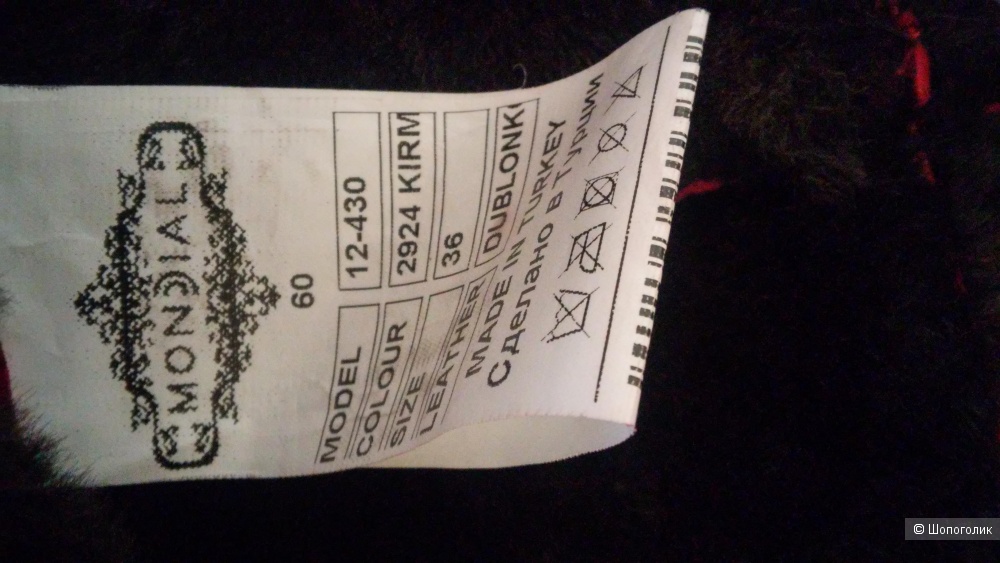 MONDIAL
60
MODEL 12-430
COLOUR 2924 KIRM
SIZE 36
LEATHER DUBLONK
MADE IN TURKEY
Сделано в Турции
© Шопоголик